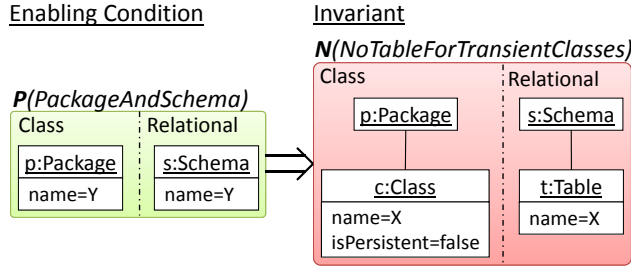 Enabling Condition
Invariant
N(NoTableForTransientClasses)
Class
Relational
p:Package
s:Schema
c:Class
name=X
isPersistent=false
t:Table
name=X
P(PackageAndSchema)
Class
Relational
p:Package
name=Y
s:Schema
name=Y